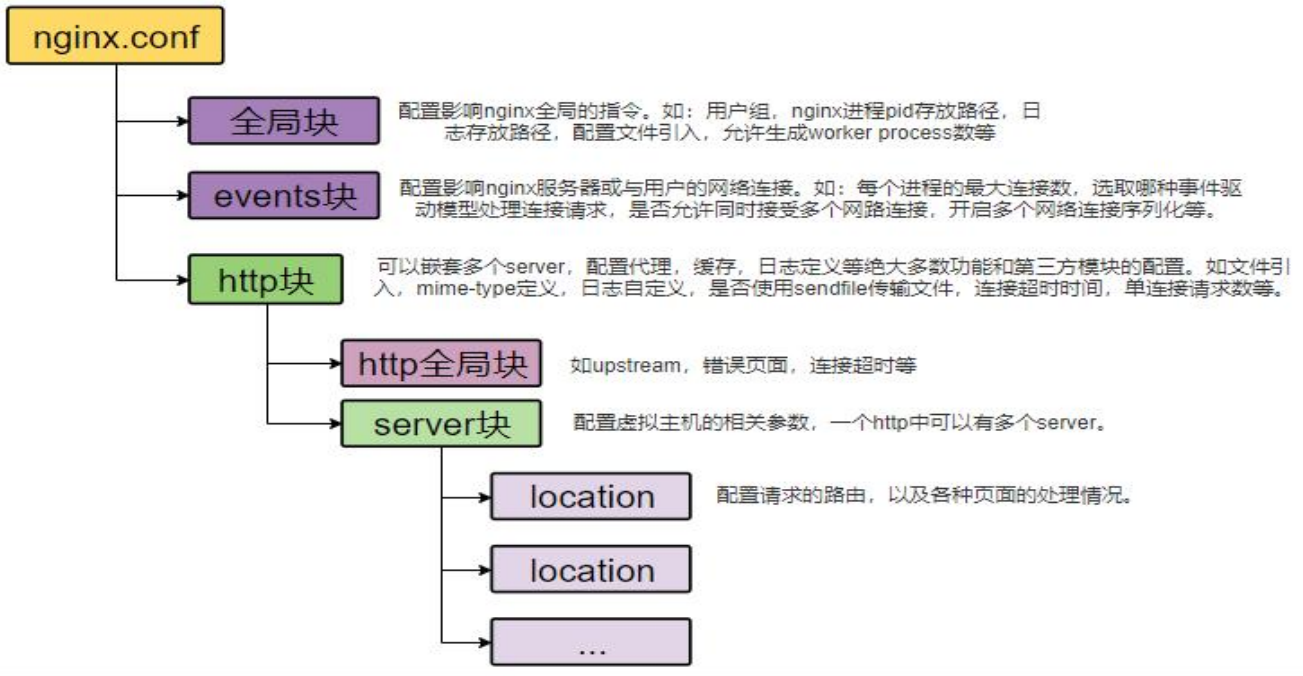 nginx.conf
全局块
配置影响nginx全局的指令。如：用户组，nginx进程pid存放路径，日
志存放路径，配置文件引入，允许生成worker process数等
events块
配置影响nginx服务器或与用户的网络连接。如：每个进程的最大连接数，选取哪种事件驱
动模型处理连接请求，是否允许同时接受多个网路连接，开启多个网络连接序列化等。
http块
可以嵌套多个server，配置代理，缓存，日志定义等绝大多数功能和第三方模块的配置。如文件引
入，mime-type定义，日志自定义，是否使用sendfile传输文件，连接超时时间，单连接请求数等。
http全局块
如upstream，错误页面，连接超时等
server块
配置虚拟主机的相关参数，一个http中可以有多个server。
location
配置请求的路由，以及各种页面的处理情况。
location
...